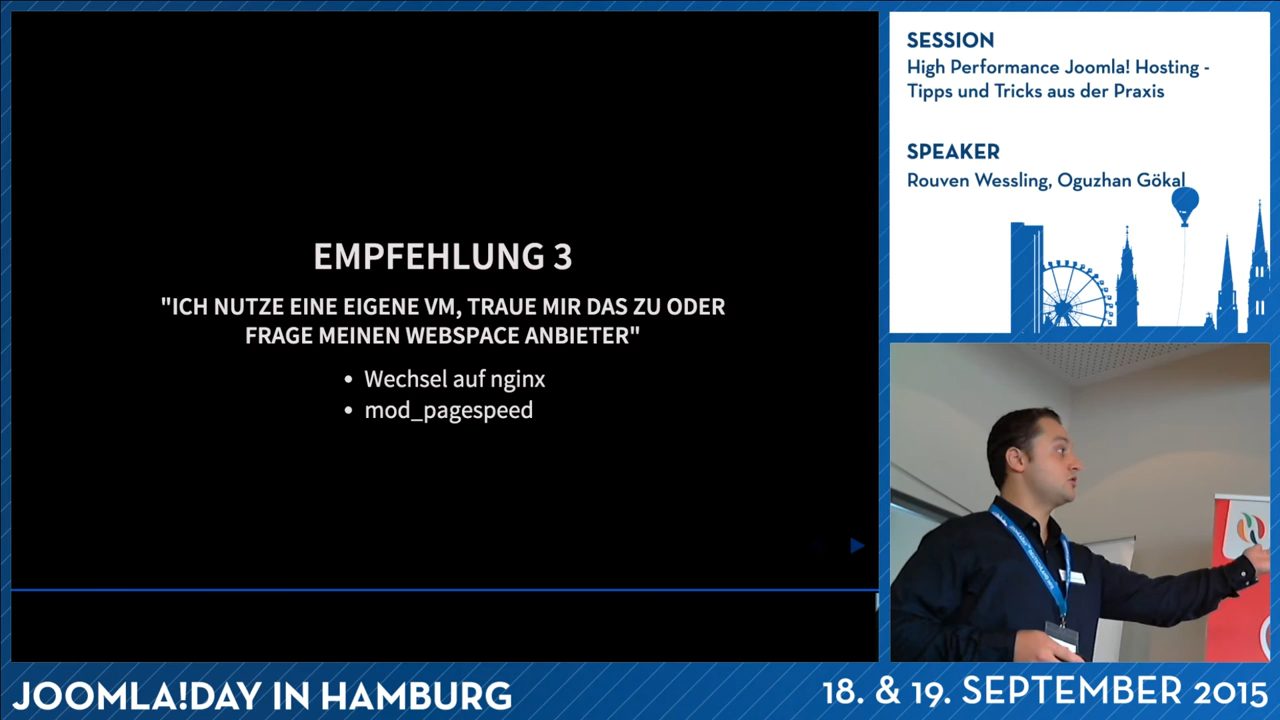 EMPFEHLUNG 3
"ICH NUTZE EINE EIGENE VM, TRAUE MIR DAS ZU ODER
FRAGE MEINEN WEBSPACE ANBIETER"
• Wechsel auf nginx
• mod_pagespeed
SESSION
High Performance Joomla! Hosting -
Tipps und Tricks aus der Praxis
SPEAKER
Rouven Wessling, Oguzhan Gökal
JOOMLA!DAY IN HAMBURG
18. & 19. SEPTEMBER 2015